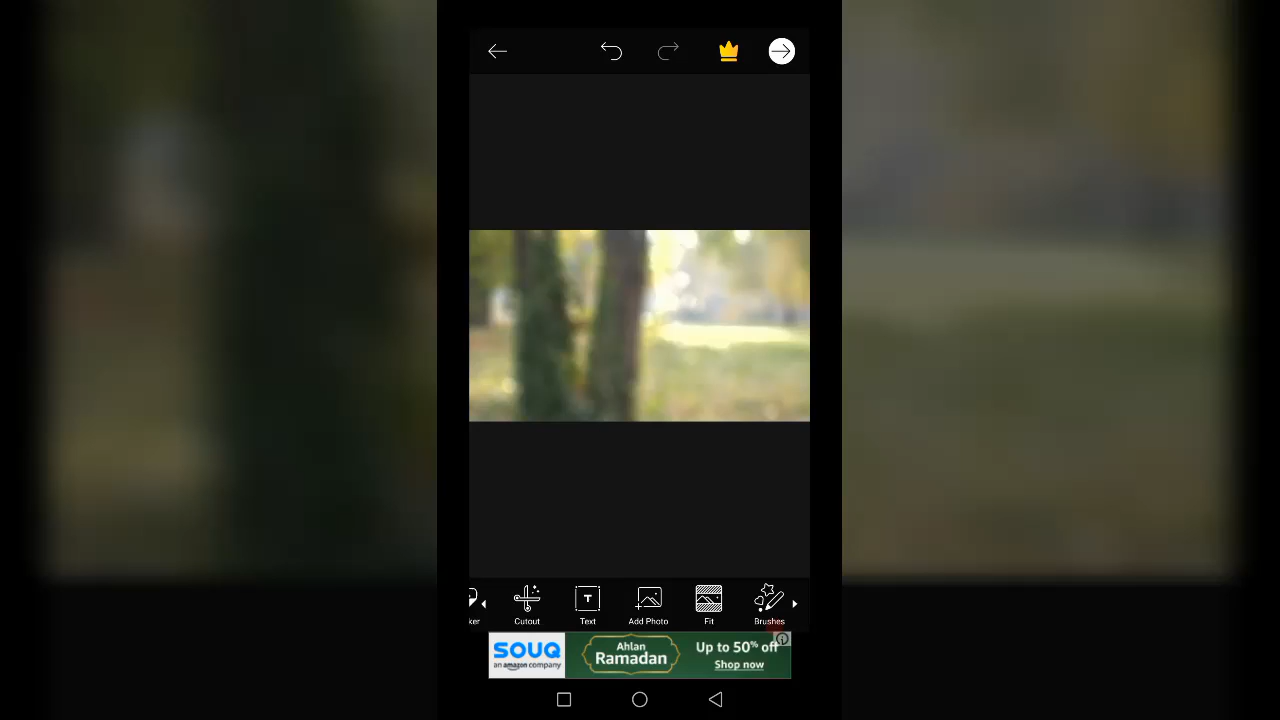 T
ker
Cutout
Text
Add Photo
Fit
Brushes
SOUQ
an amazon company
Ahlan
Ramadan
Up to 50% off
Shop now